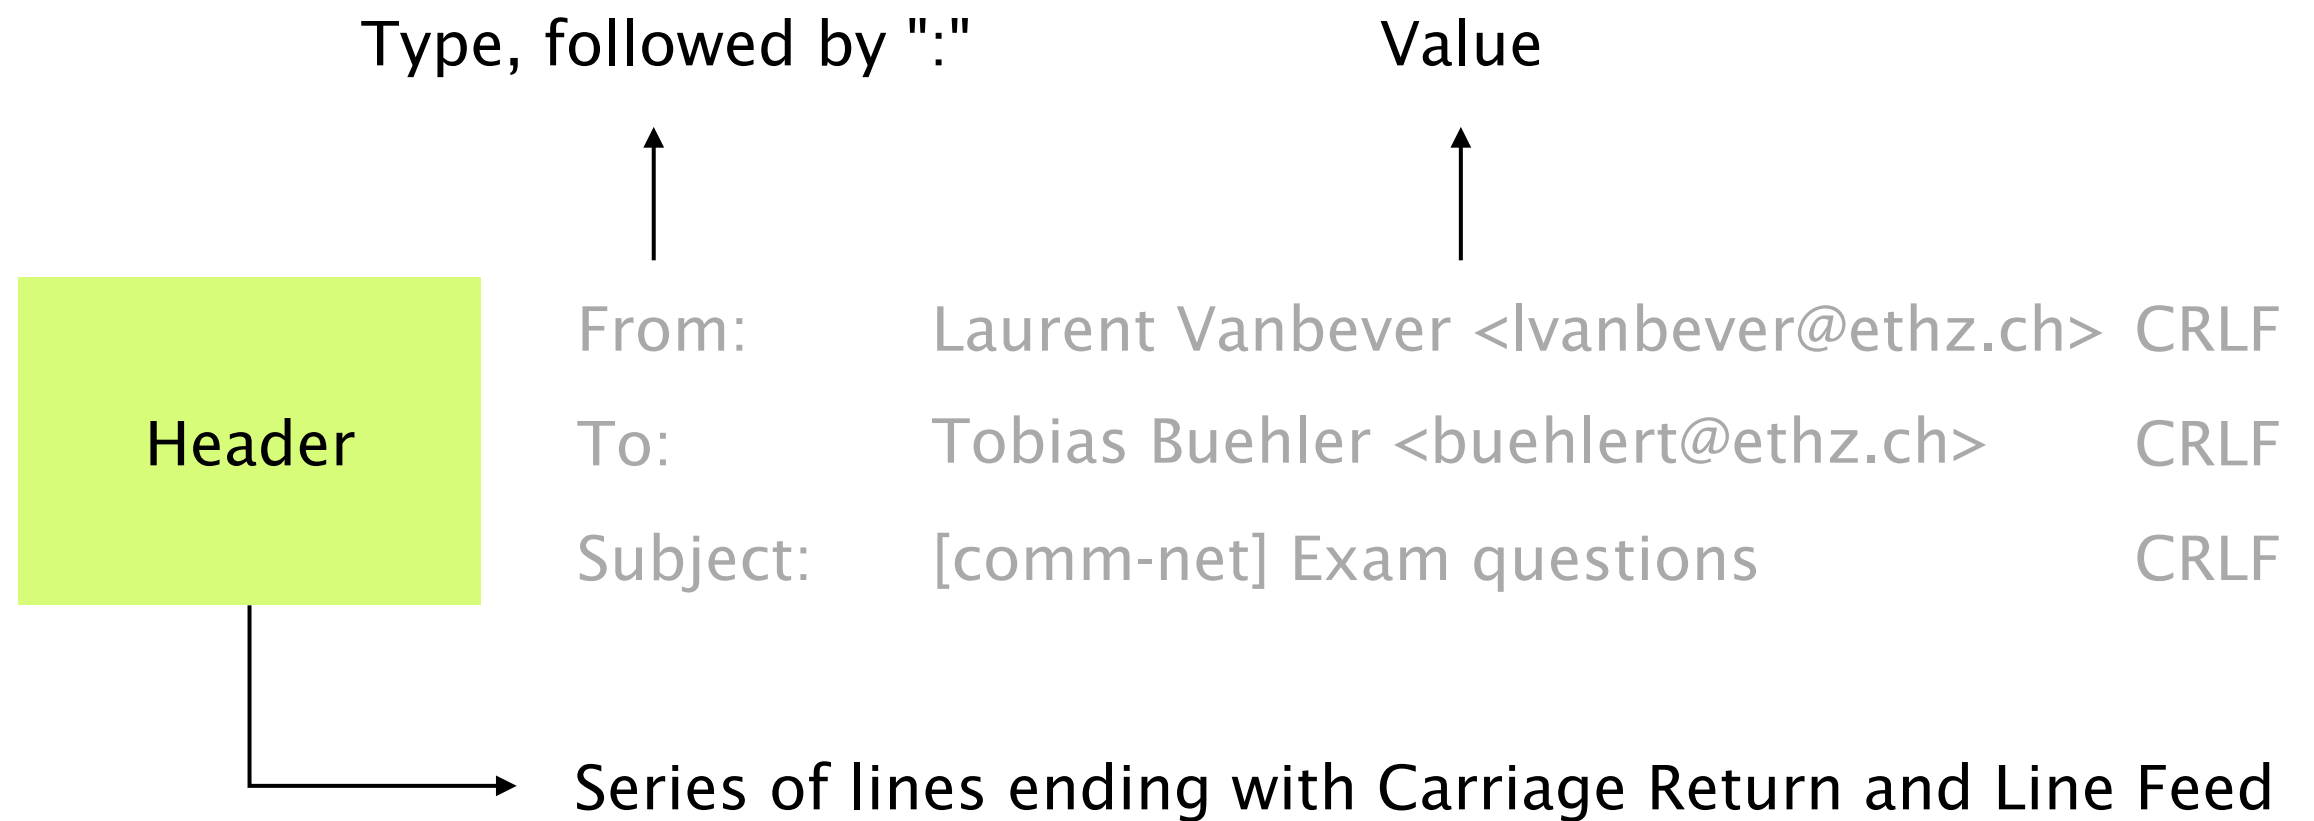 Type, followed by ":" Value
From: Laurent Vanbever <lvanbever@ethz.ch> CRLF
Header To: Tobias Buehler <buehlert@ethz.ch> CRLF
Subject: [comm-net] Exam questions CRLF
Series of lines ending with Carriage Return and Line Feed